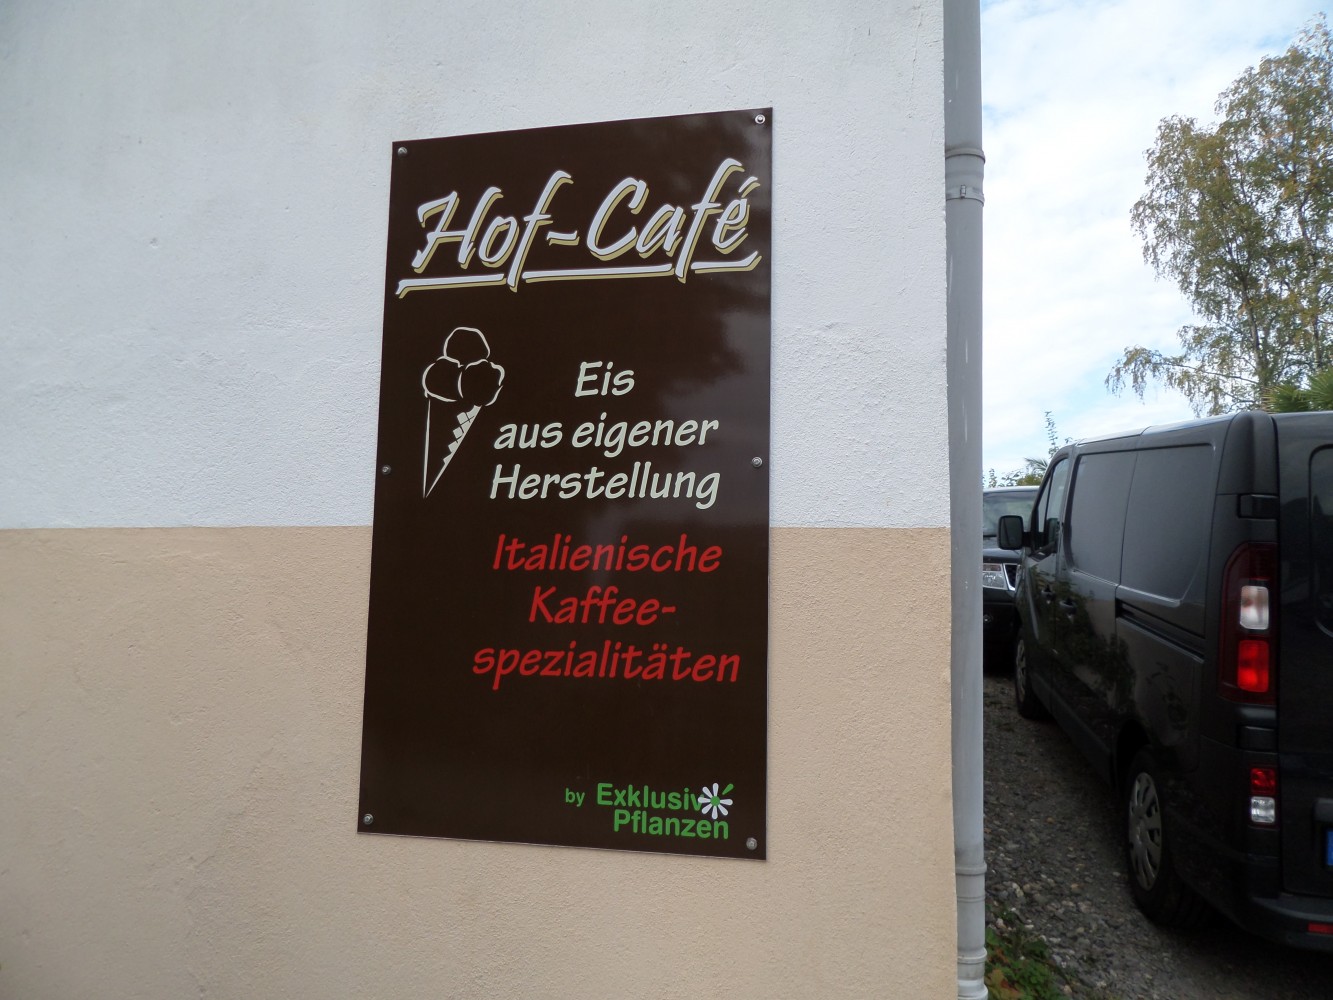 Hof-Café
Eis
aus eigener
Herstellung
Italienische
Kaffee-
spezialitäten
by Exklusiv
Pflanzen